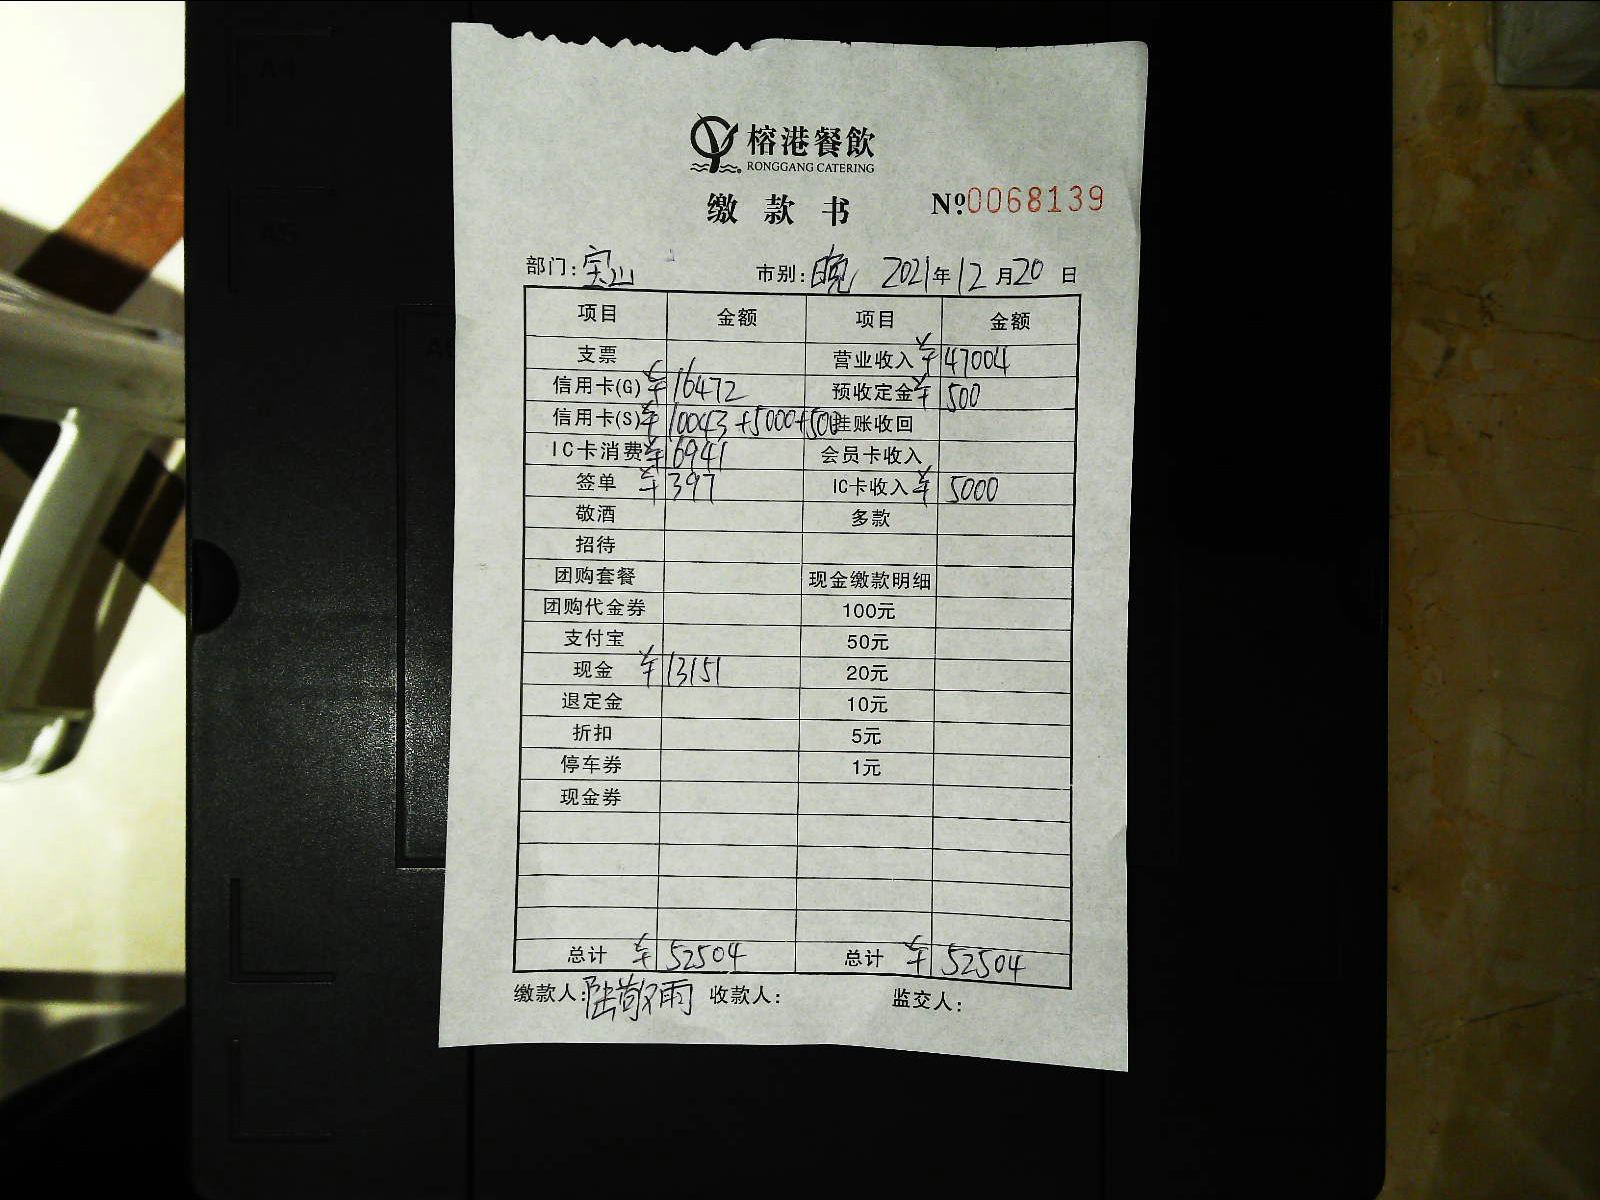 榕港餐飲
RONGGANG CATERING
缴款书 №0068139
部门：宝山 市别：晚 2021年12月20日
项目 金额 项目 金额
支票 营业收入 ¥47004
信用卡(G) ¥16472 预收定金 ¥500
信用卡(S) ¥10043+5000+500 挂账收回
IC卡消费 ¥6941 会员卡收入
签单 ¥397 IC卡收入 ¥5000
敬酒 多款
招待
团购套餐 现金缴款明细
团购代金券 100元
支付宝 50元
现金 ¥13151 20元
退定金 10元
折扣 5元
停车券 1元
现金券
总计 ¥52504 总计 ¥52504
缴款人：陆敬雨 收款人： 监交人：